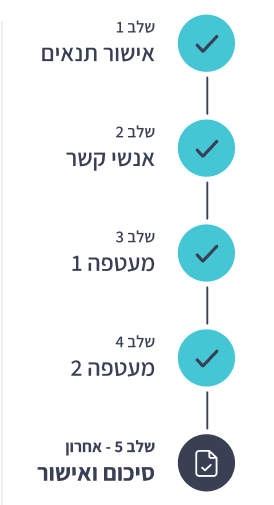 שלב 1
אישור תנאים
שלב 2
אנשי קשר
שלב 3
מעטפה 1
שלב 4
מעטפה 2
שלב 5 - אחרון
סיכום ואישור